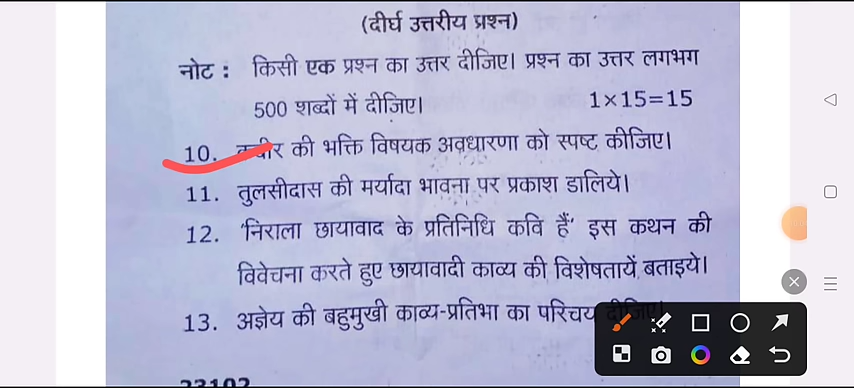 (दीर्घ उत्तरीय प्रश्न)
नोट : किसी एक प्रश्न का उत्तर दीजिए। प्रश्न का उत्तर लगभग
500 शब्दों में दीजिए। 1×15=15
10. कबीर की भक्ति विषयक अवधारणा को स्पष्ट कीजिए।
11. तुलसीदास की मर्यादा भावना पर प्रकाश डालिये।
12. 'निराला छायावाद के प्रतिनिधि कवि हैं' इस कथन की
विवेचना करते हुए छायावादी काव्य की विशेषतायें बताइये।
13. अज्ञेय की बहुमुखी काव्य-प्रतिभा का परिचय दीजिए।